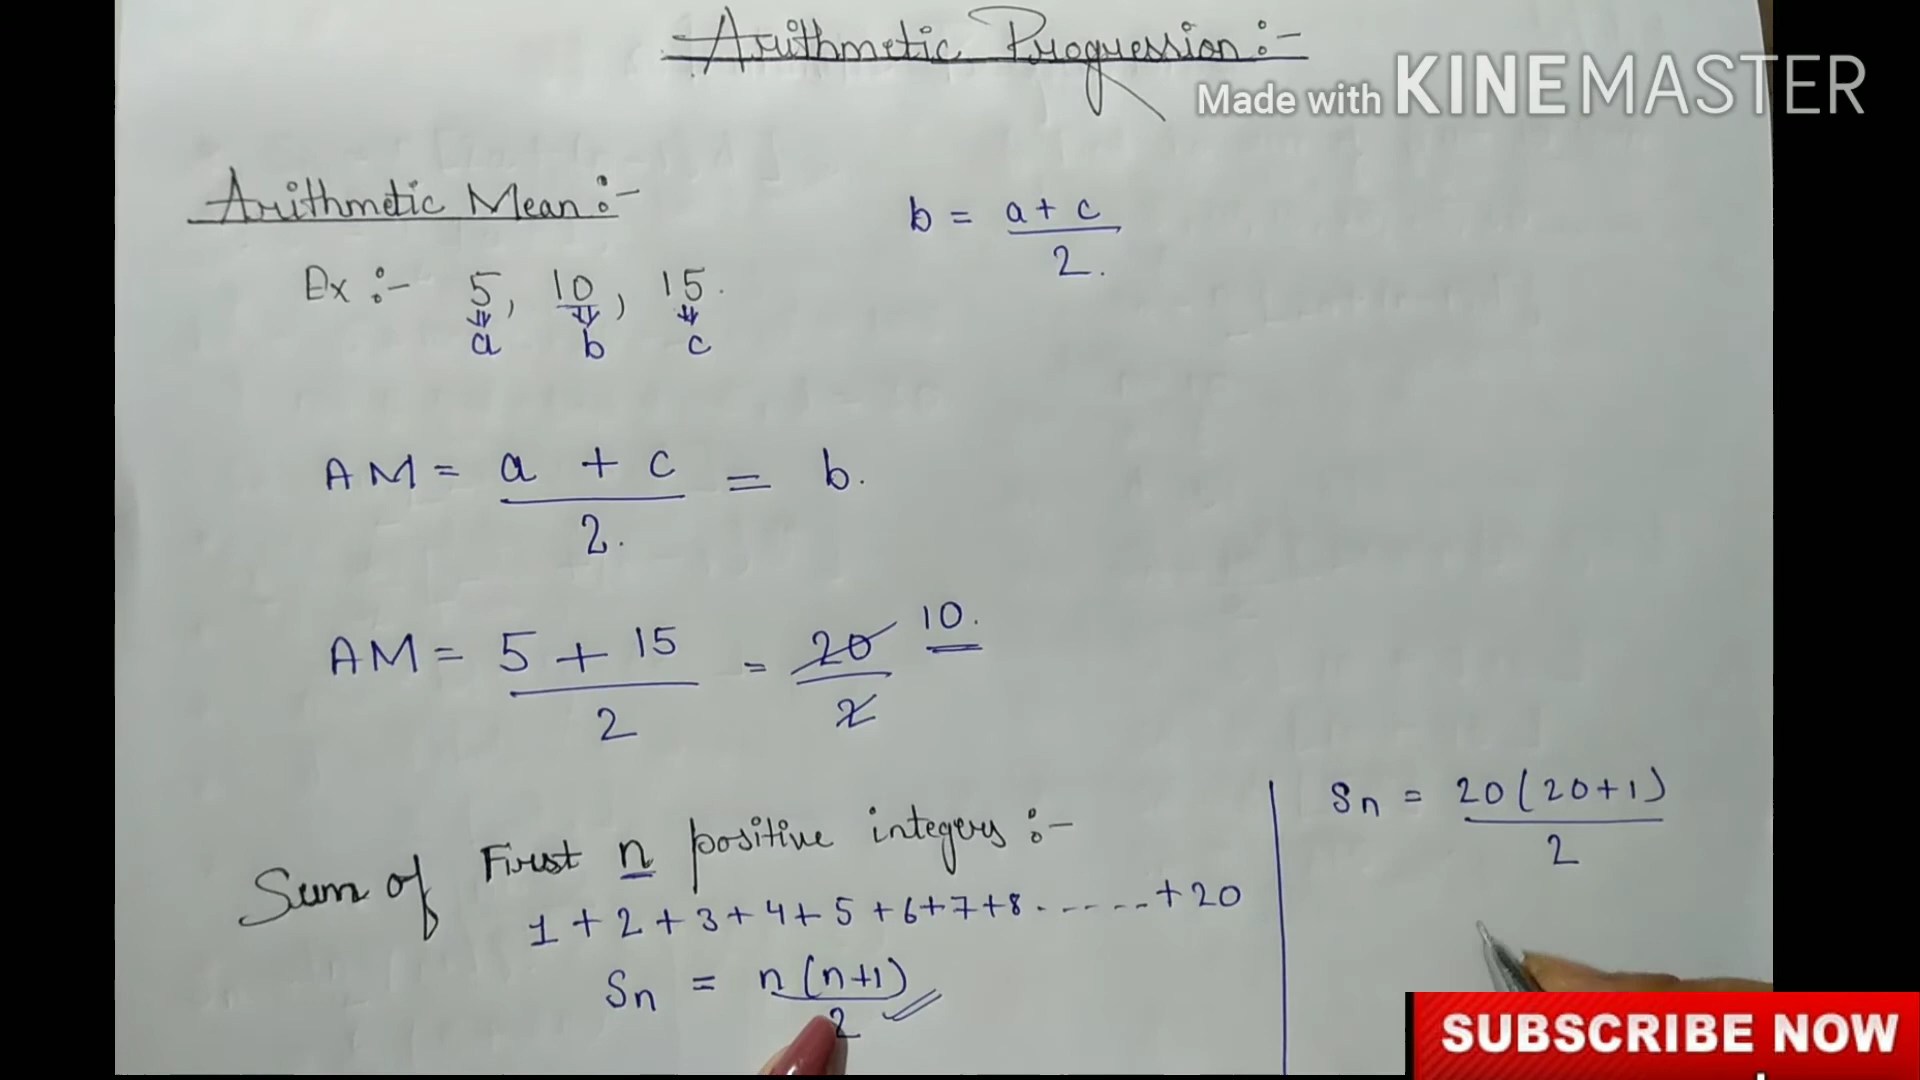 Arithmetic Progression :-
Made with KINEMASTER
Arithmetic Mean :-
b = a + c
2.
Ex :- 5, 10, 15.
a b c
AM = a + c = b.
2.
AM = 5 + 15 = 20 10.
2 2
Sum of First n positive integers :-
1 + 2 + 3 + 4 + 5 + 6 + 7 + 8 . - - - - - + 20
Sn = n (n+1)
2
Sn = 20 (20+1)
2
SUBSCRIBE NOW